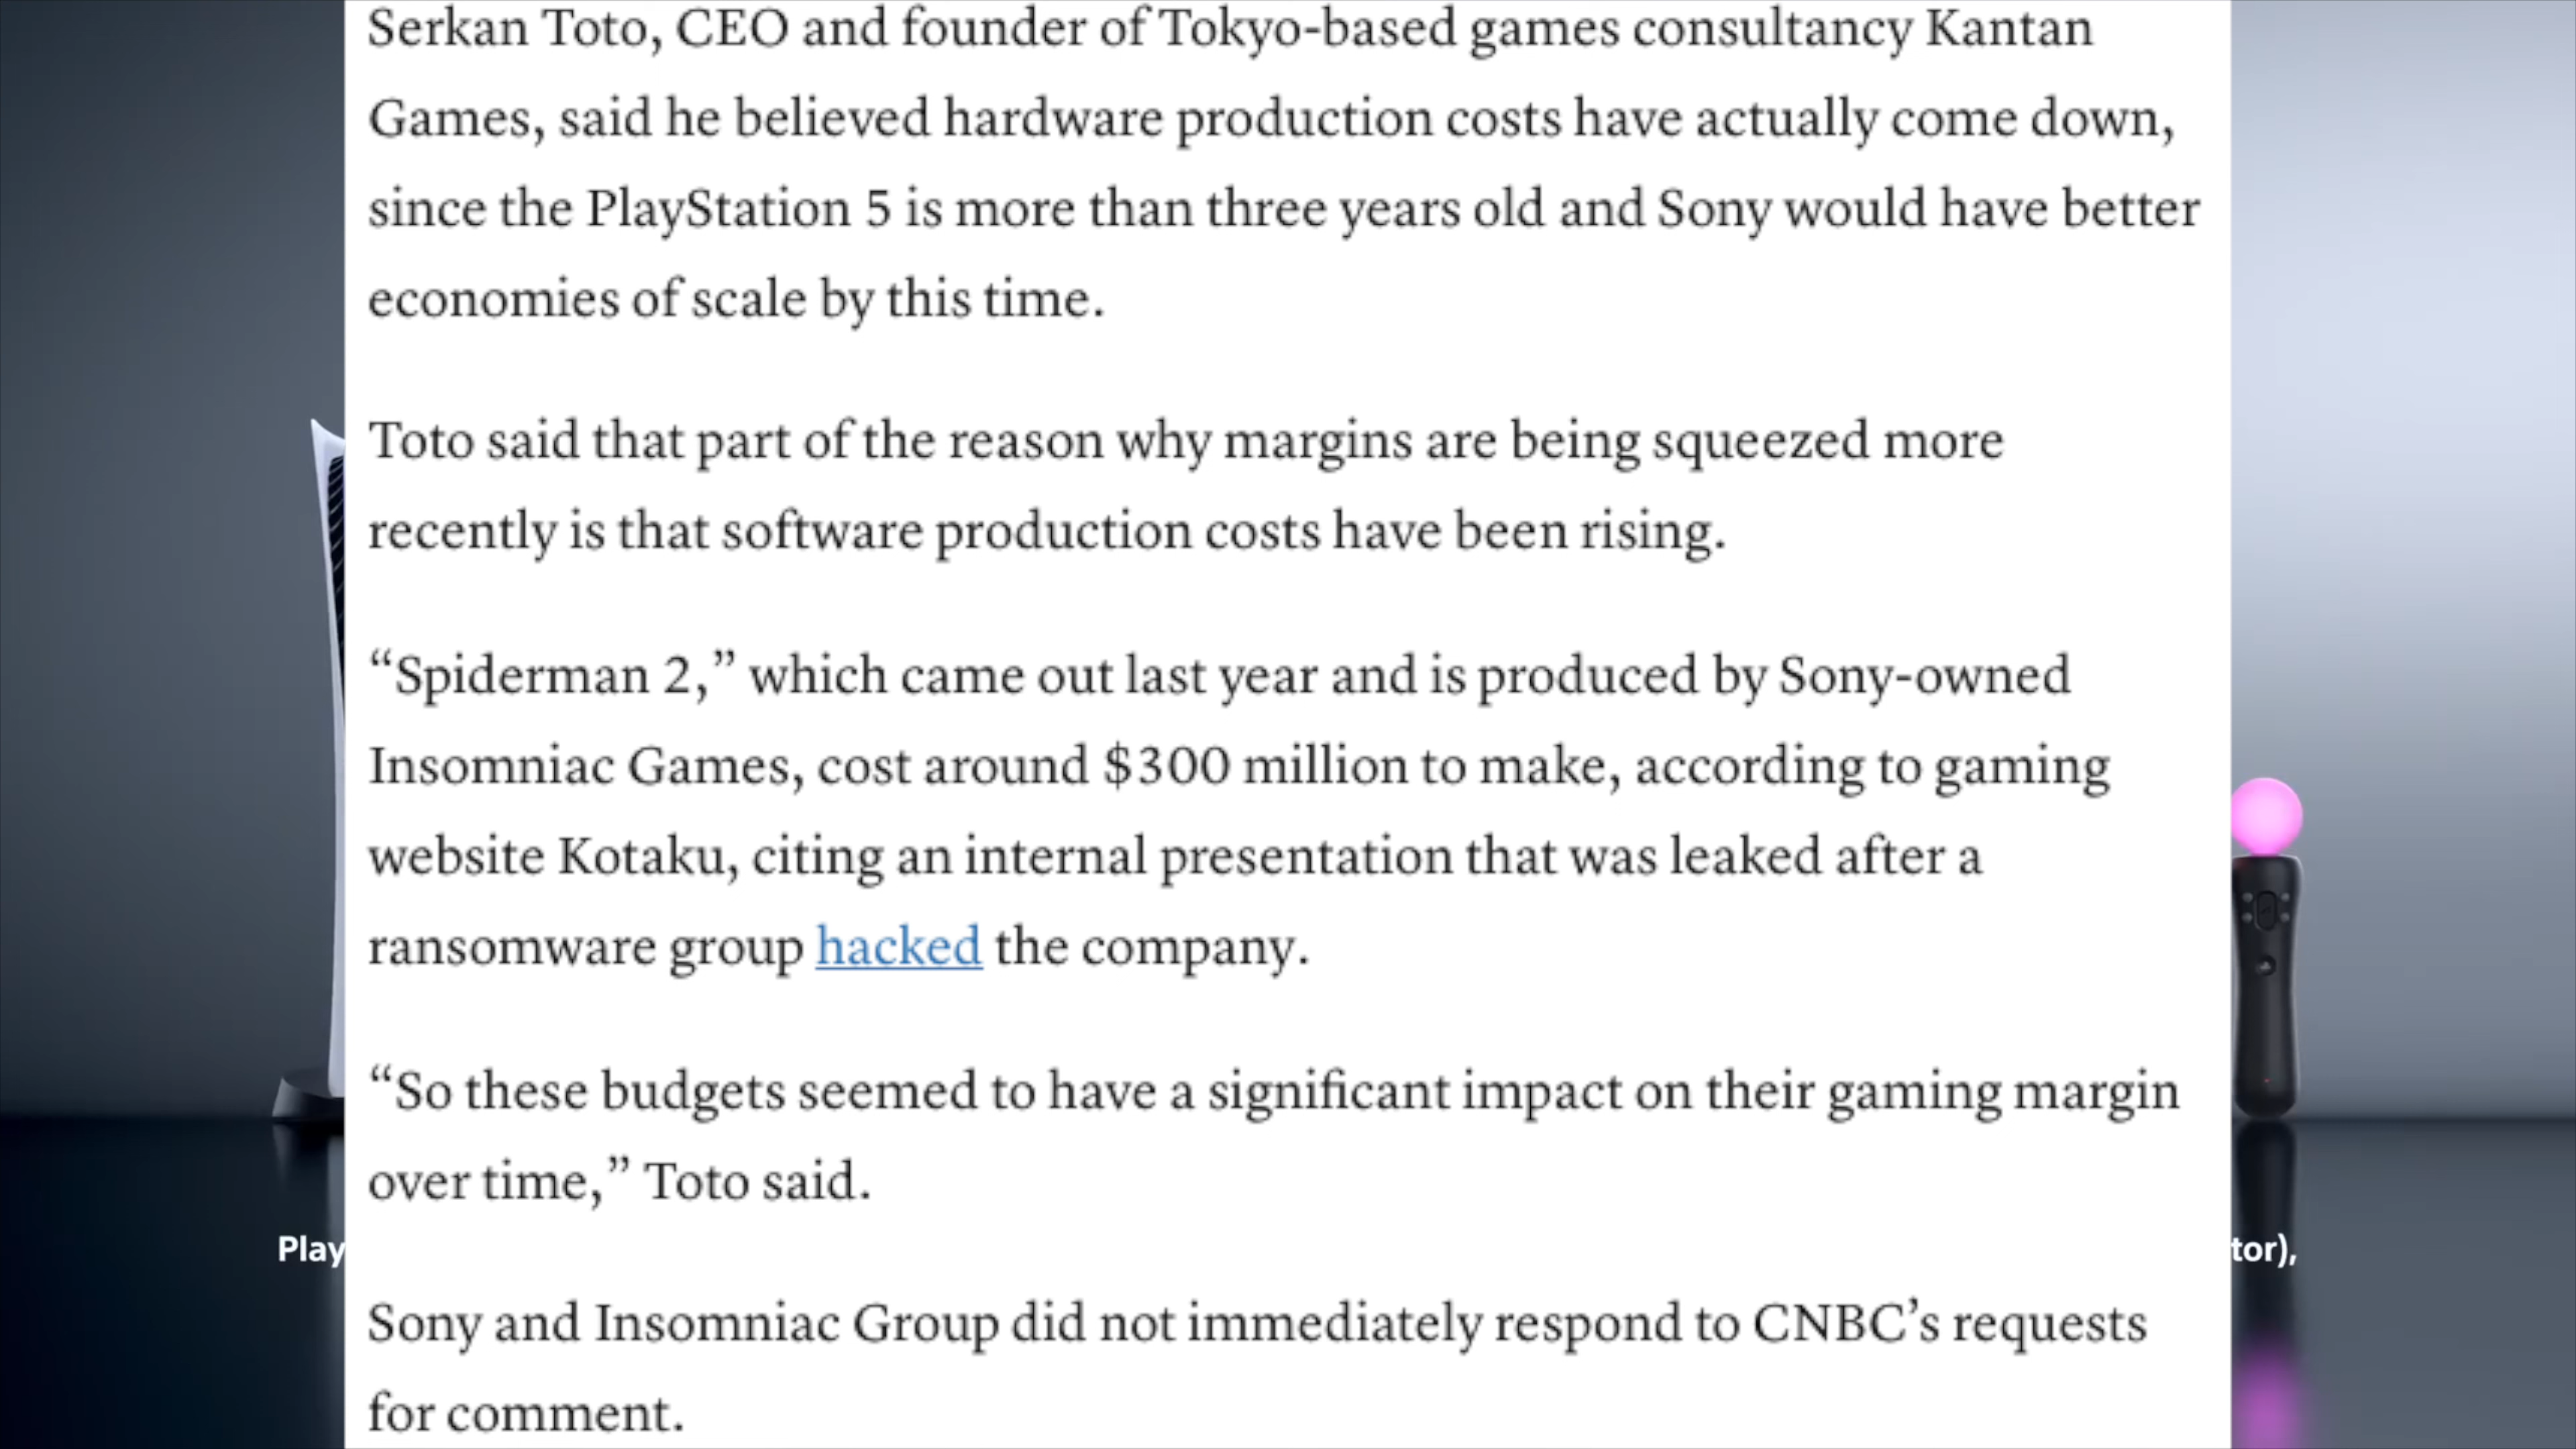 Serkan Toto, CEO and founder of Tokyo-based games consultancy Kantan
Games, said he believed hardware production costs have actually come down,
since the PlayStation 5 is more than three years old and Sony would have better
economies of scale by this time.
Toto said that part of the reason why margins are being squeezed more
recently is that software production costs have been rising.
“Spiderman 2,” which came out last year and is produced by Sony-owned
Insomniac Games, cost around $300 million to make, according to gaming
website Kotaku, citing an internal presentation that was leaked after a
ransomware group hacked the company.
“So these budgets seemed to have a significant impact on their gaming margin
over time,” Toto said.
Play tor),
Sony and Insomniac Group did not immediately respond to CNBC’s requests
for comment.